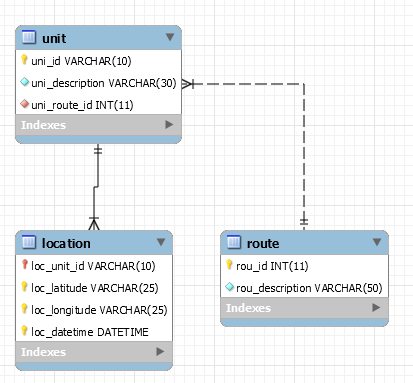 unit
uni_id VARCHAR(10)
uni_description VARCHAR(30)
uni_route_id INT(11)
Indexes
location
loc_unit_id VARCHAR(10)
loc_latitude VARCHAR(25)
loc_longitude VARCHAR(25)
loc_datetime DATETIME
Indexes
route
rou_id INT(11)
rou_description VARCHAR(50)
Indexes